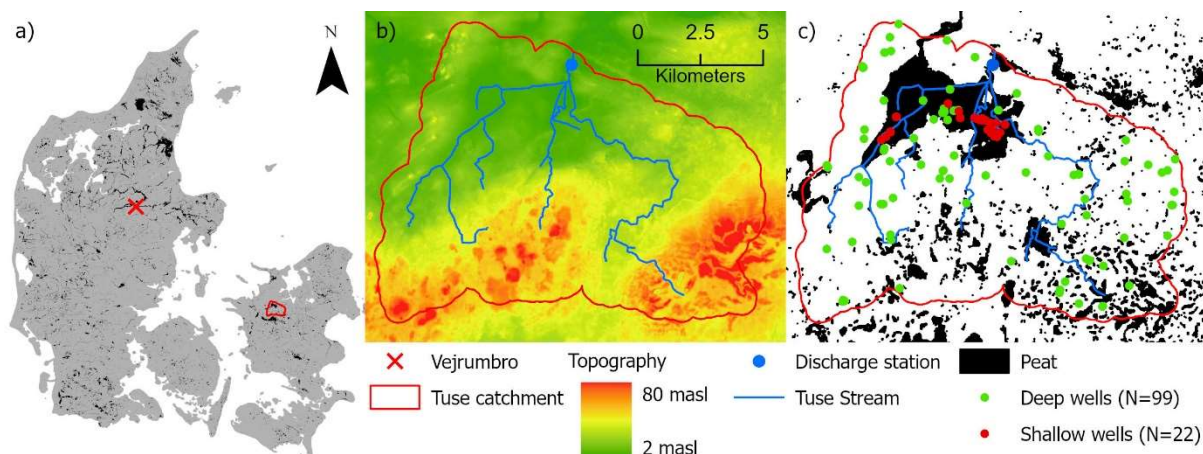 a)
N
b)
0 2.5 5
Kilometers
c)
Vejrumbro
Topography
Discharge station
Peat
Tuse catchment
80 masl
2 masl
Tuse Stream
Deep wells (N=99)
Shallow wells (N=22)